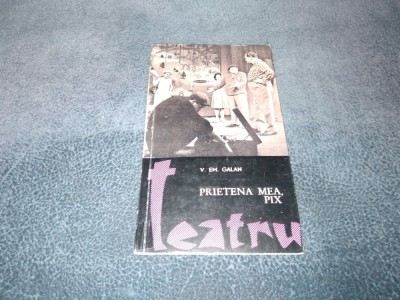 V. EM. GALAN
PRIETENA MEA,
PIX
teatru